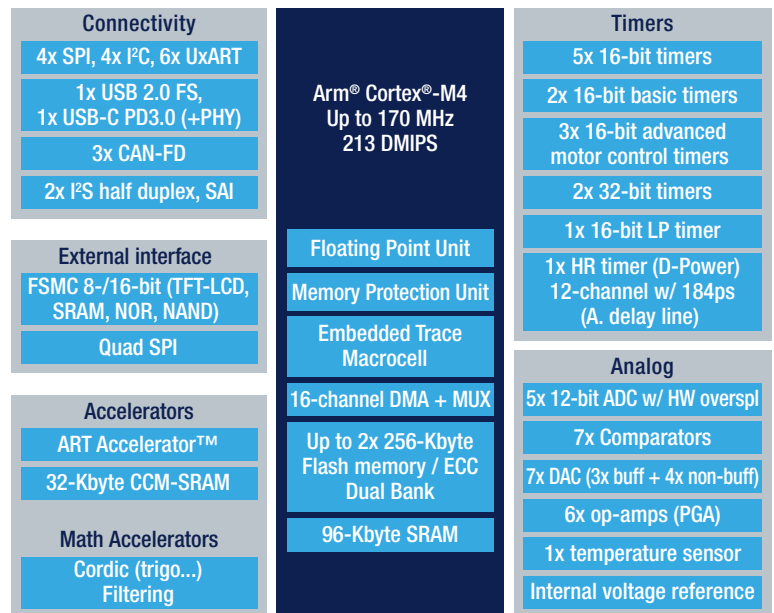 Connectivity
4x SPI, 4x I²C, 6x UxART
1x USB 2.0 FS,
1x USB-C PD3.0 (+PHY)
3x CAN-FD
2x I²S half duplex, SAI
External interface
FSMC 8-/16-bit (TFT-LCD,
SRAM, NOR, NAND)
Quad SPI
Accelerators
ART Accelerator™
32-Kbyte CCM-SRAM
Math Accelerators
Cordic (trigo...)
Filtering
Arm® Cortex®-M4
Up to 170 MHz
213 DMIPS
Floating Point Unit
Memory Protection Unit
Embedded Trace
Macrocell
16-channel DMA + MUX
Up to 2x 256-Kbyte
Flash memory / ECC
Dual Bank
96-Kbyte SRAM
Timers
5x 16-bit timers
2x 16-bit basic timers
3x 16-bit advanced
motor control timers
2x 32-bit timers
1x 16-bit LP timer
1x HR timer (D-Power)
12-channel w/ 184ps
(A. delay line)
Analog
5x 12-bit ADC w/ HW overspl
7x Comparators
7x DAC (3x buff + 4x non-buff)
6x op-amps (PGA)
1x temperature sensor
Internal voltage reference